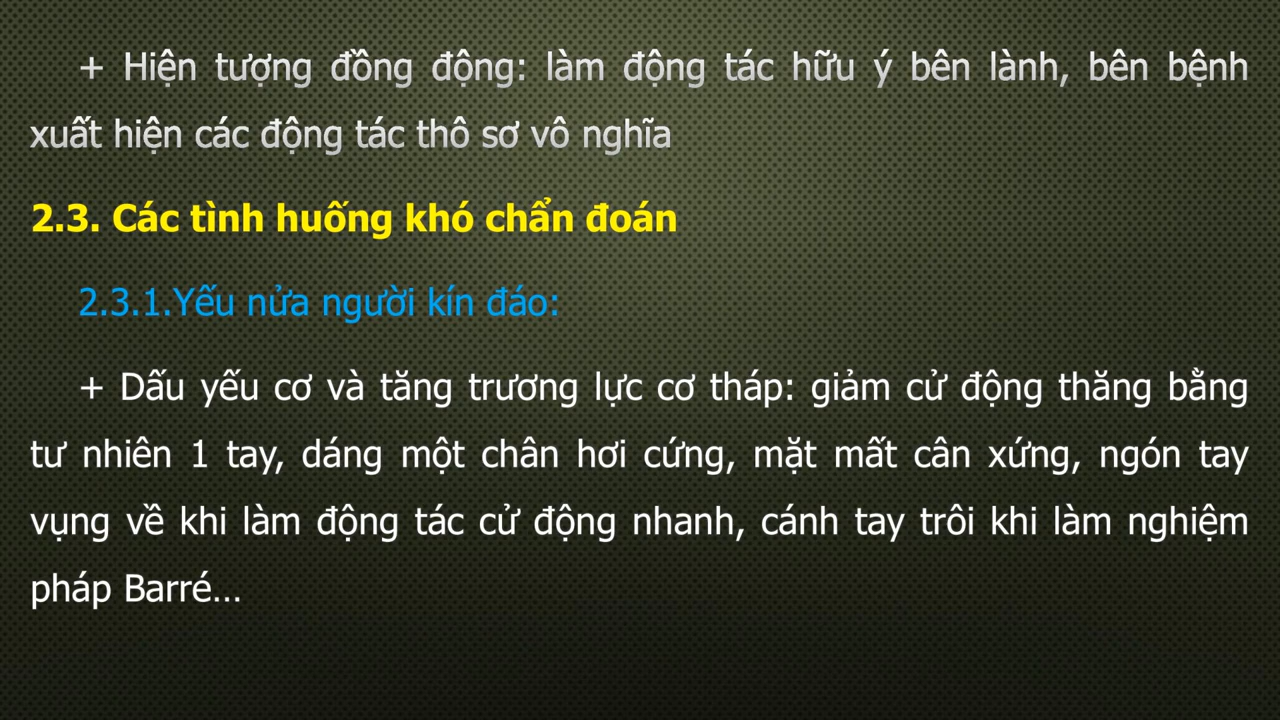 + Hiện tượng đồng động: làm động tác hữu ý bên lành, bên bệnh
xuất hiện các động tác thô sơ vô nghĩa
2.3. Các tình huống khó chẩn đoán
2.3.1.Yếu nửa người kín đáo:
+ Dấu yếu cơ và tăng trương lực cơ tháp: giảm cử động thăng bằng
tư nhiên 1 tay, dáng một chân hơi cứng, mặt mất cân xứng, ngón tay
vụng về khi làm động tác cử động nhanh, cánh tay trôi khi làm nghiệm
pháp Barré…